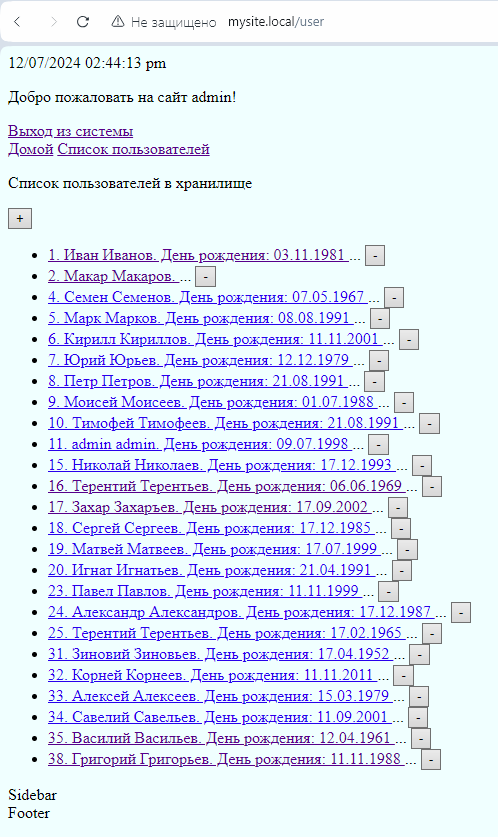 Не защищено mysite.local/user
12/07/2024 02:44:13 pm
Добро пожаловать на сайт admin!
Выход из системы
Домой Список пользователей
Список пользователей в хранилище
+
1. Иван Иванов. День рождения: 03.11.1981 ... -
2. Макар Макаров. ... -
4. Семен Семенов. День рождения: 07.05.1967 ... -
5. Марк Марков. День рождения: 08.08.1991 ... -
6. Кирилл Кириллов. День рождения: 11.11.2001 ... -
7. Юрий Юрьев. День рождения: 12.12.1979 ... -
8. Петр Петров. День рождения: 21.08.1991 ... -
9. Моисей Моисеев. День рождения: 01.07.1988 ... -
10. Тимофей Тимофеев. День рождения: 21.08.1991 ... -
11. admin admin. День рождения: 09.07.1998 ... -
15. Николай Николаев. День рождения: 17.12.1993 ... -
16. Терентий Терентьев. День рождения: 06.06.1969 ... -
17. Захар Захарьев. День рождения: 17.09.2002 ... -
18. Сергей Сергеев. День рождения: 17.12.1985 ... -
19. Матвей Матвеев. День рождения: 17.07.1999 ... -
20. Игнат Игнатьев. День рождения: 21.04.1991 ... -
23. Павел Павлов. День рождения: 11.11.1999 ... -
24. Александр Александров. День рождения: 17.12.1987 ... -
25. Терентий Терентьев. День рождения: 17.02.1965 ... -
31. Зиновий Зиновьев. День рождения: 17.04.1952 ... -
32. Корней Корнеев. День рождения: 11.11.2011 ... -
33. Алексей Алексеев. День рождения: 15.03.1979 ... -
34. Савелий Савельев. День рождения: 11.09.2001 ... -
35. Василий Васильев. День рождения: 12.04.1961 ... -
38. Григорий Григорьев. День рождения: 11.11.1988 ... -
Sidebar
Footer